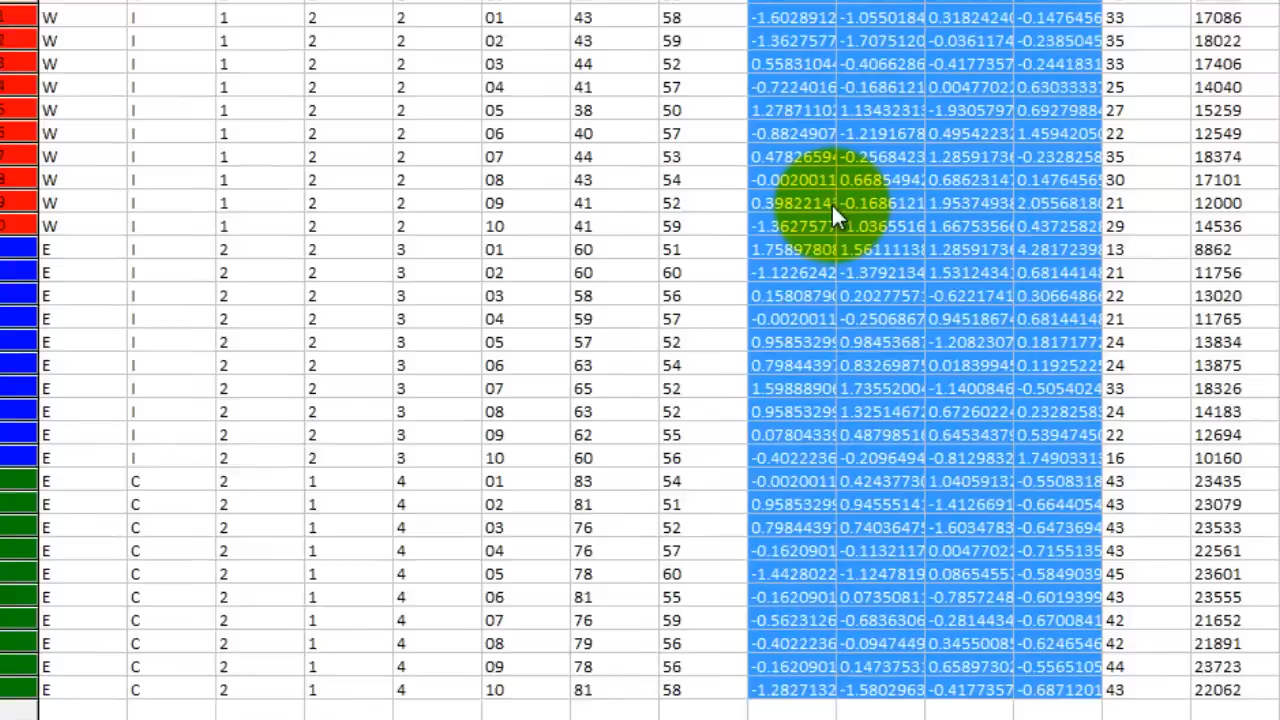 W I 1 2 2 01 43 58 -1.6028912 -1.0550184 0.3182424 -0.1476456 33 17086
W I 1 2 2 02 43 59 -1.3627577 -1.7075120 -0.0361174 -0.2385045 35 18022
W I 1 2 2 03 44 52 0.5583104 -0.4066286 -0.4177357 -0.2441831 33 17406
W I 1 2 2 04 41 57 -0.7224016 -0.1686121 0.0047702 0.6303333 25 14040
W I 1 2 2 05 38 50 1.2787110 1.1343231 -1.9305797 0.6927988 27 15259
W I 1 2 2 06 40 57 -0.8824907 -1.2191678 0.4954223 1.4594205 22 12549
W I 1 2 2 07 44 53 0.4782659 -0.2568423 1.2859173 -0.2328258 35 18374
W I 1 2 2 08 43 54 -0.0020011 0.6685494 0.6862314 0.1476456 30 17101
W I 1 2 2 09 41 52 0.3982214 -0.1686121 1.9537493 2.0556818 21 12000
W I 1 2 2 10 41 59 -1.3627577 -1.0365516 1.6675356 0.4372582 29 14536
E I 2 2 3 01 60 51 1.7589780 1.5611113 1.2859173 4.2817239 13 8862
E I 2 2 3 02 60 60 -1.1226242 -1.3792134 1.5312434 0.6814414 21 11756
E I 2 2 3 03 58 56 0.1580879 0.2027757 -0.6221741 0.3066486 22 13020
E I 2 2 3 04 59 57 -0.0020011 -0.2506867 0.9451867 0.6814414 21 11765
E I 2 2 3 05 57 52 0.9585329 0.9845368 -1.2082307 0.1817177 24 13834
E I 2 2 3 06 63 54 0.7984439 0.8326987 0.0183994 0.1192522 24 13875
E I 2 2 3 07 65 52 1.5988890 1.7355200 -1.1400846 -0.5054024 33 18326
E I 2 2 3 08 63 52 0.9585329 1.3251467 0.6726022 0.2328258 24 14183
E I 2 2 3 09 62 55 0.0780433 0.4879851 0.6453437 0.5394745 22 12694
E I 2 2 3 10 60 56 -0.4022236 -0.2096494 -0.8129832 1.7490331 16 10160
E C 2 1 4 01 83 54 -0.0020011 0.4243773 1.0405913 -0.5508318 43 23435
E C 2 1 4 02 81 51 0.9585329 0.9455514 -1.4126691 -0.6644054 43 23079
E C 2 1 4 03 76 52 0.7984439 0.7403647 -1.6034783 -0.6473694 43 23533
E C 2 1 4 04 76 57 -0.1620901 -0.1132117 0.0047702 -0.7155135 43 22561
E C 2 1 4 05 78 60 -1.4428022 -1.1247819 0.0865455 -0.5849039 45 23601
E C 2 1 4 06 81 55 -0.1620901 0.0735081 -0.7857248 -0.6019399 43 23555
E C 2 1 4 07 76 59 -0.5623126 -0.6836306 -0.2814434 -0.6700841 42 21652
E C 2 1 4 08 79 56 -0.4022236 -0.0947449 0.3455008 -0.6246546 42 21891
E C 2 1 4 09 78 56 -0.1620901 0.1473753 0.6589730 -0.5565105 44 23723
E C 2 1 4 10 81 58 -1.2827132 -1.5802963 -0.4177357 -0.6871201 43 22062